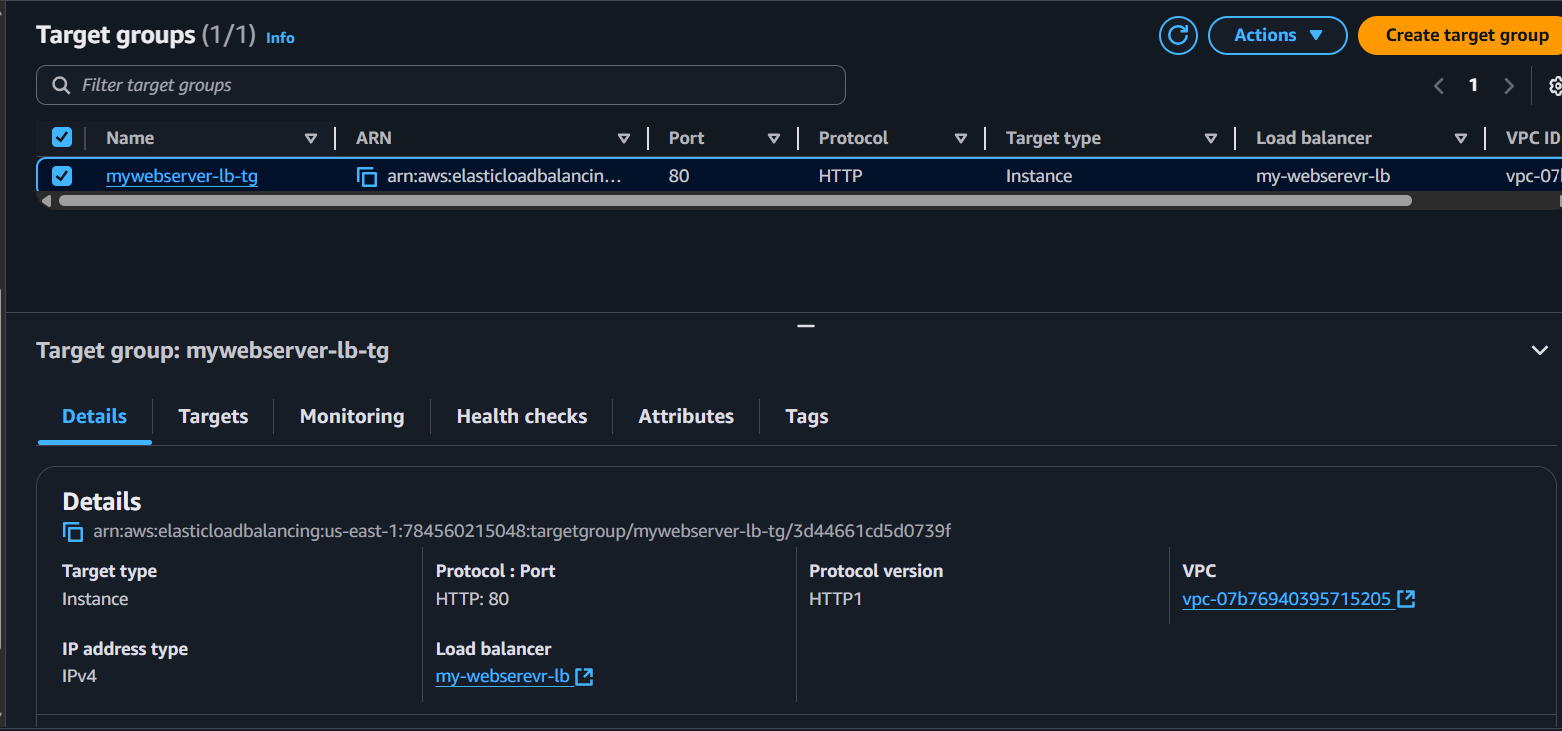 Target groups (1/1) Info
Actions
Create target group
Filter target groups
1
Name ARN Port Protocol Target type Load balancer VPC ID
mywebserver-lb-tg arn:aws:elasticloadbalancin... 80 HTTP Instance my-webserevr-lb vpc-07
Target group: mywebserver-lb-tg
Details Targets Monitoring Health checks Attributes Tags
Details
arn:aws:elasticloadbalancing:us-east-1:784560215048:targetgroup/mywebserver-lb-tg/3d44661cd5d0739f
Target type Protocol : Port Protocol version VPC
Instance HTTP: 80 HTTP1 vpc-07b76940395715205
IP address type Load balancer
IPv4 my-webserevr-lb